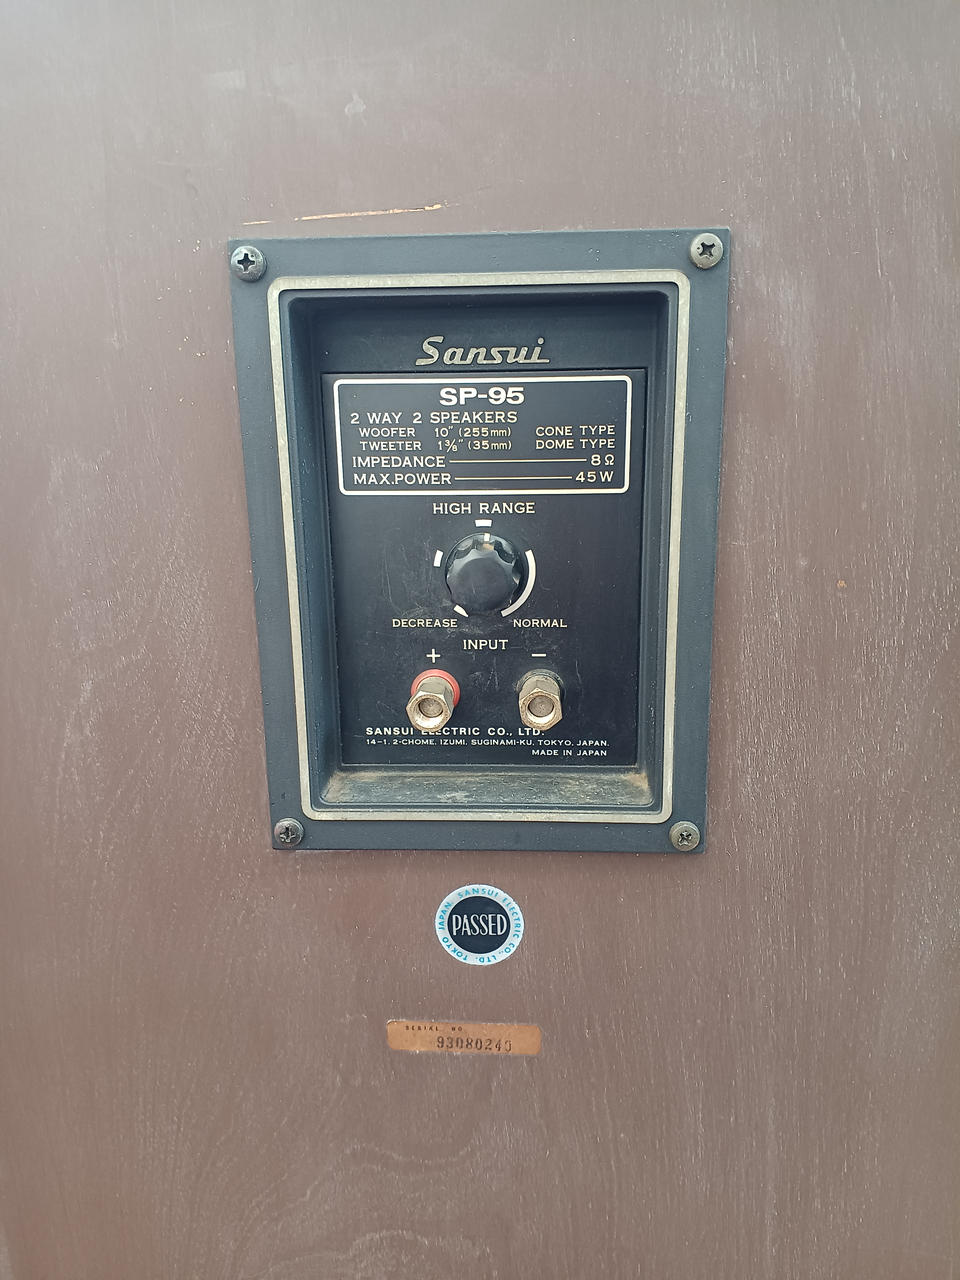 Sansui
SP-95
2 WAY 2 SPEAKERS
WOOFER 10" (255mm) CONE TYPE
TWEETER 1⅜" (35mm) DOME TYPE
IMPEDANCE 8Ω
MAX.POWER 45W
HIGH RANGE
DECREASE NORMAL
INPUT
+ −
SANSUI ELECTRIC CO., LTD.
14-1, 2-CHOME, IZUMI, SUGINAMI-KU, TOKYO, JAPAN.
MADE IN JAPAN
SANSUI ELECTRIC CO., LTD. TOKYO JAPAN.
PASSED
SERIAL NO.